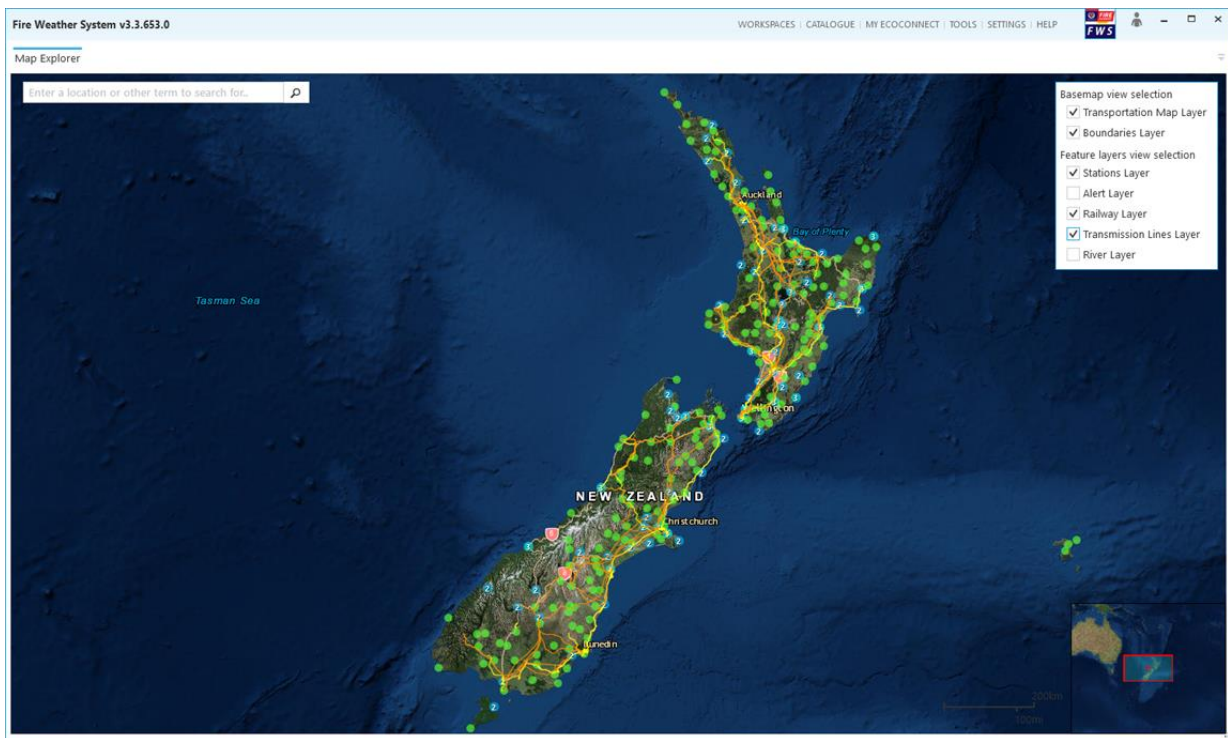 Fire Weather System v3.3.653.0
WORKSPACES | CATALOGUE | MY ECOCONNECT | TOOLS | SETTINGS | HELP
FIRE
FWS
Map Explorer
Enter a location or other term to search for..
Basemap view selection
Transportation Map Layer
Boundaries Layer
Feature layers view selection
Stations Layer
Alert Layer
Railway Layer
Transmission Lines Layer
River Layer
Auckland
Bay of Plenty
Tasman Sea
Wellington
NEW ZEALAND
Christchurch
Dunedin
200km
100mi